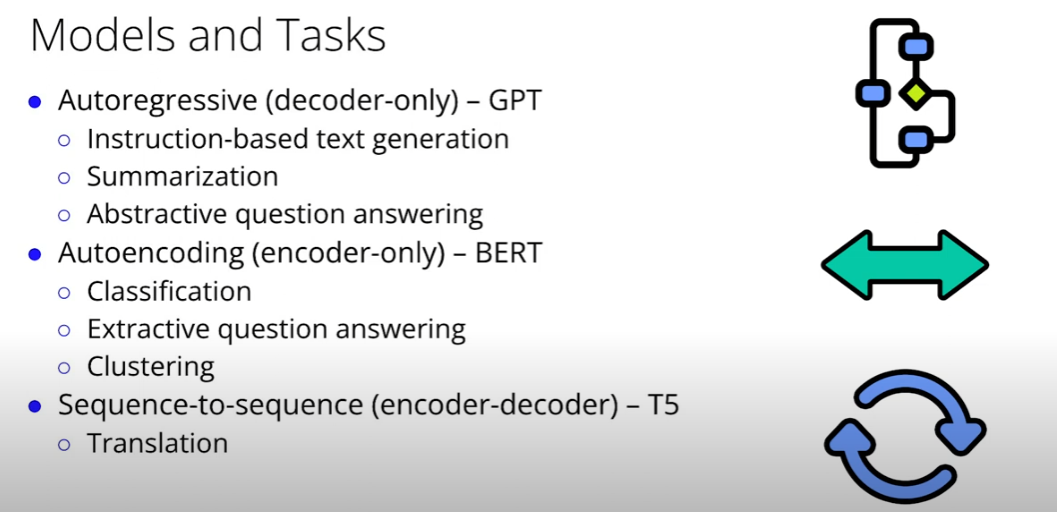 Models and Tasks
● Autoregressive (decoder-only) – GPT
○ Instruction-based text generation
○ Summarization
○ Abstractive question answering
● Autoencoding (encoder-only) – BERT
○ Classification
○ Extractive question answering
○ Clustering
● Sequence-to-sequence (encoder-decoder) – T5
○ Translation